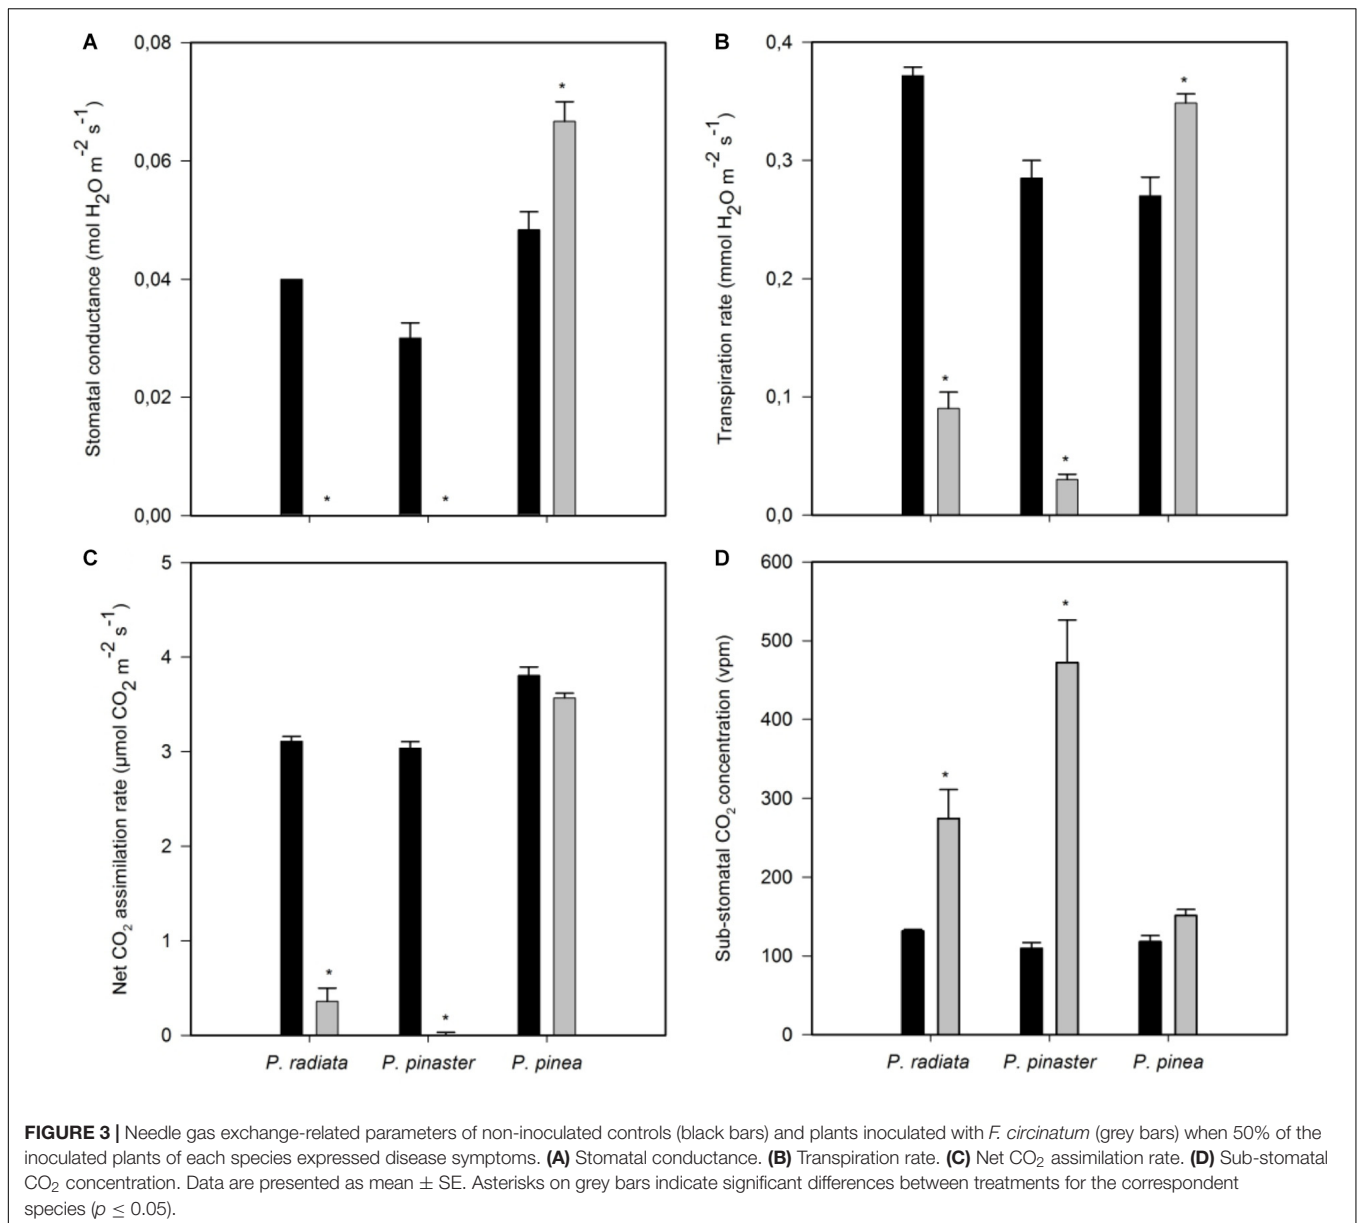 A
B
0,08
0,06
0,04
0,02
0,00
Stomatal conductance (mol H2O m-2 s-1)
*
*
*
0,4
0,3
0,2
0,1
0,0
Transpiration rate (mmol H2O m-2 s-1)
*
*
*
C
D
5
4
3
2
1
0
Net CO2 assimilation rate (µmol CO2 m-2 s-1)
*
*
P. radiata P. pinaster P. pinea
600
500
400
300
200
100
0
Sub-stomatal CO2 concentration (vpm)
*
*
P. radiata P. pinaster P. pinea
FIGURE 3 | Needle gas exchange-related parameters of non-inoculated controls (black bars) and plants inoculated with F. circinatum (grey bars) when 50% of the
inoculated plants of each species expressed disease symptoms. (A) Stomatal conductance. (B) Transpiration rate. (C) Net CO2 assimilation rate. (D) Sub-stomatal
CO2 concentration. Data are presented as mean ± SE. Asterisks on grey bars indicate significant differences between treatments for the correspondent
species (p ≤ 0.05).